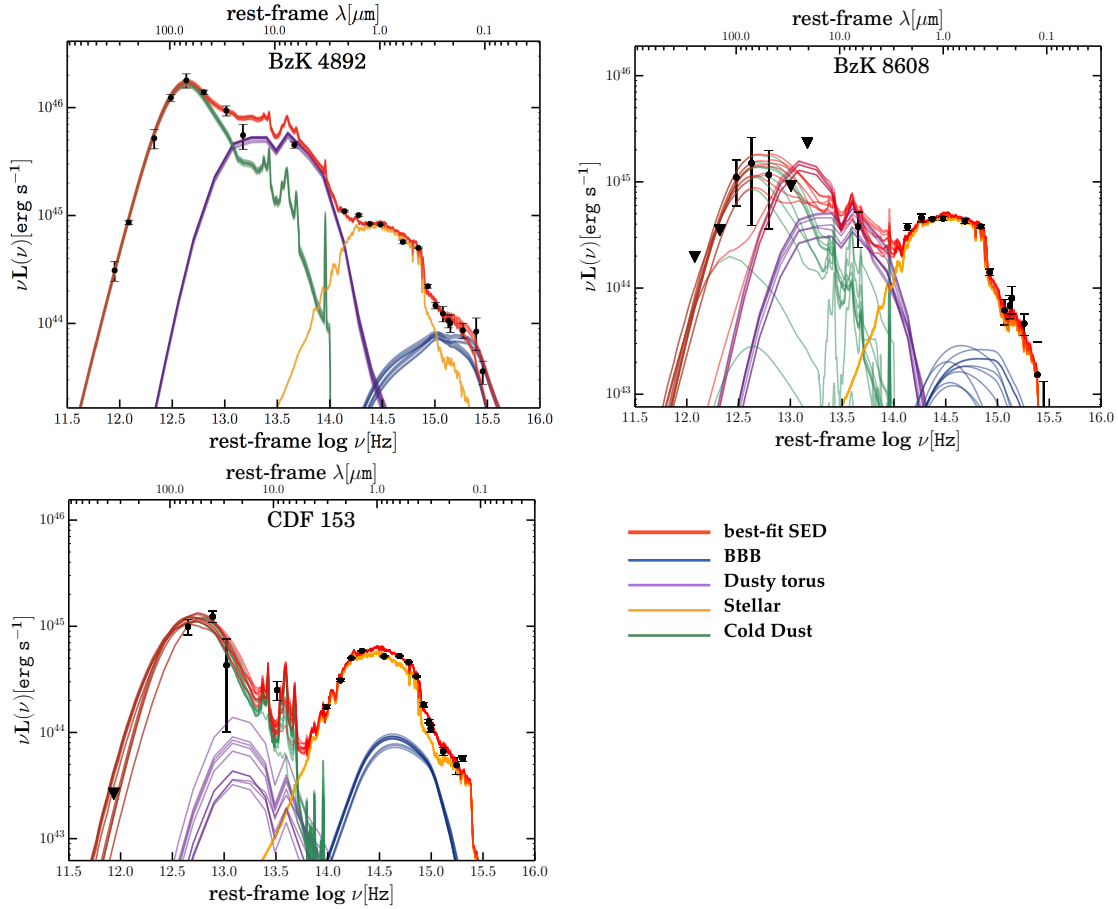 rest-frame λ[μm]
100.0 10.0 1.0 0.1
BzK 4892
10^46
10^45
10^44
νL(ν)[erg s^−1]
11.5 12.0 12.5 13.0 13.5 14.0 14.5 15.0 15.5 16.0
rest-frame log ν[Hz]
rest-frame λ[μm]
100.0 10.0 1.0 0.1
BzK 8608
10^46
10^45
10^44
10^43
νL(ν)[erg s^−1]
11.5 12.0 12.5 13.0 13.5 14.0 14.5 15.0 15.5 16.0
rest-frame log ν[Hz]
rest-frame λ[μm]
100.0 10.0 1.0 0.1
CDF 153
10^46
10^45
10^44
10^43
νL(ν)[erg s^−1]
11.5 12.0 12.5 13.0 13.5 14.0 14.5 15.0 15.5 16.0
rest-frame log ν[Hz]
best-fit SED
BBB
Dusty torus
Stellar
Cold Dust